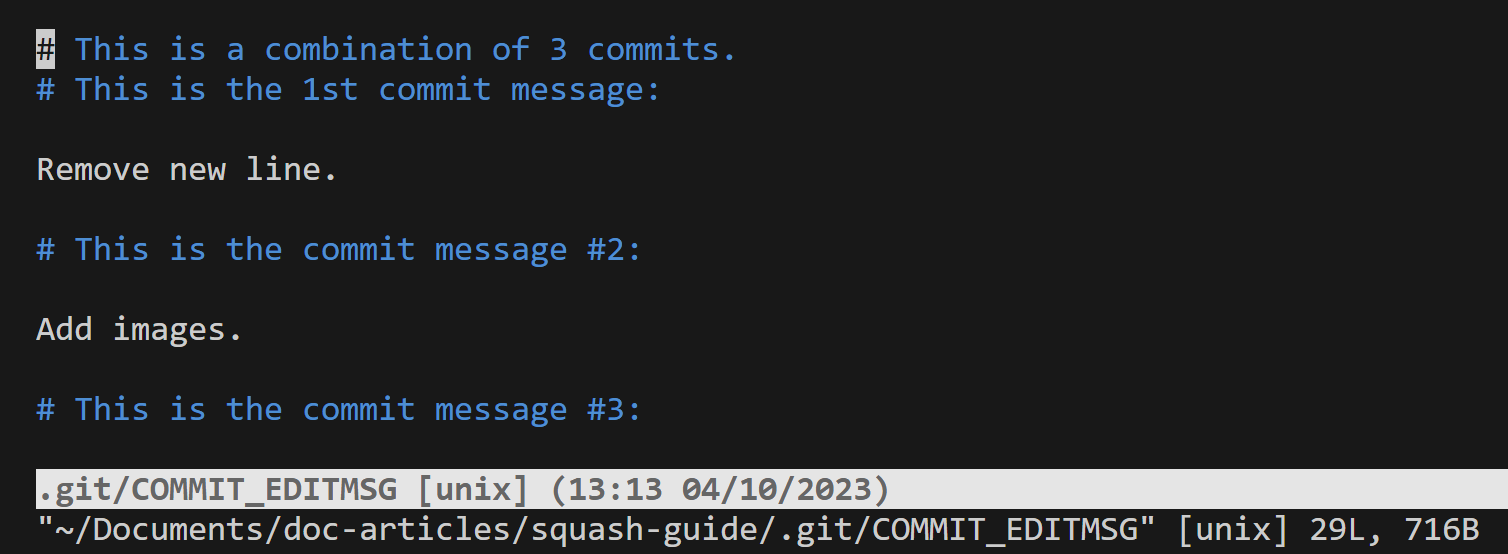 # This is a combination of 3 commits.
# This is the 1st commit message:
Remove new line.
# This is the commit message #2:
Add images.
# This is the commit message #3:
.git/COMMIT_EDITMSG [unix] (13:13 04/10/2023)
"~/Documents/doc-articles/squash-guide/.git/COMMIT_EDITMSG" [unix] 29L, 716B